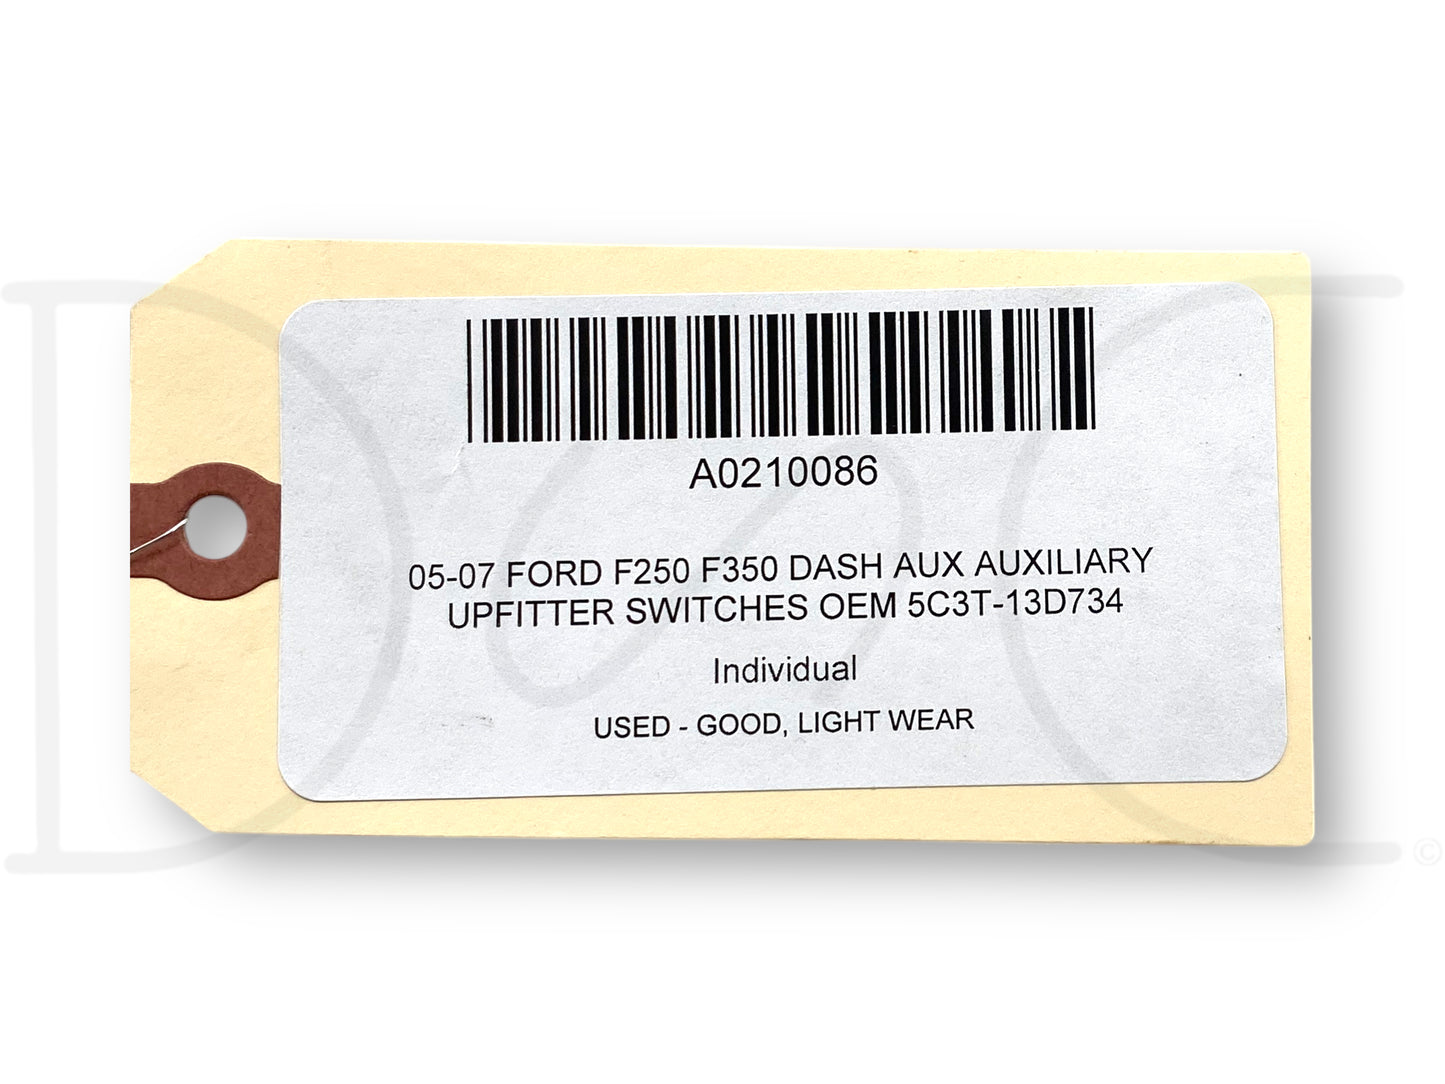 A0210086
05-07 FORD F250 F350 DASH AUX AUXILIARY
UPFITTER SWITCHES OEM 5C3T-13D734
Individual
USED - GOOD, LIGHT WEAR
©